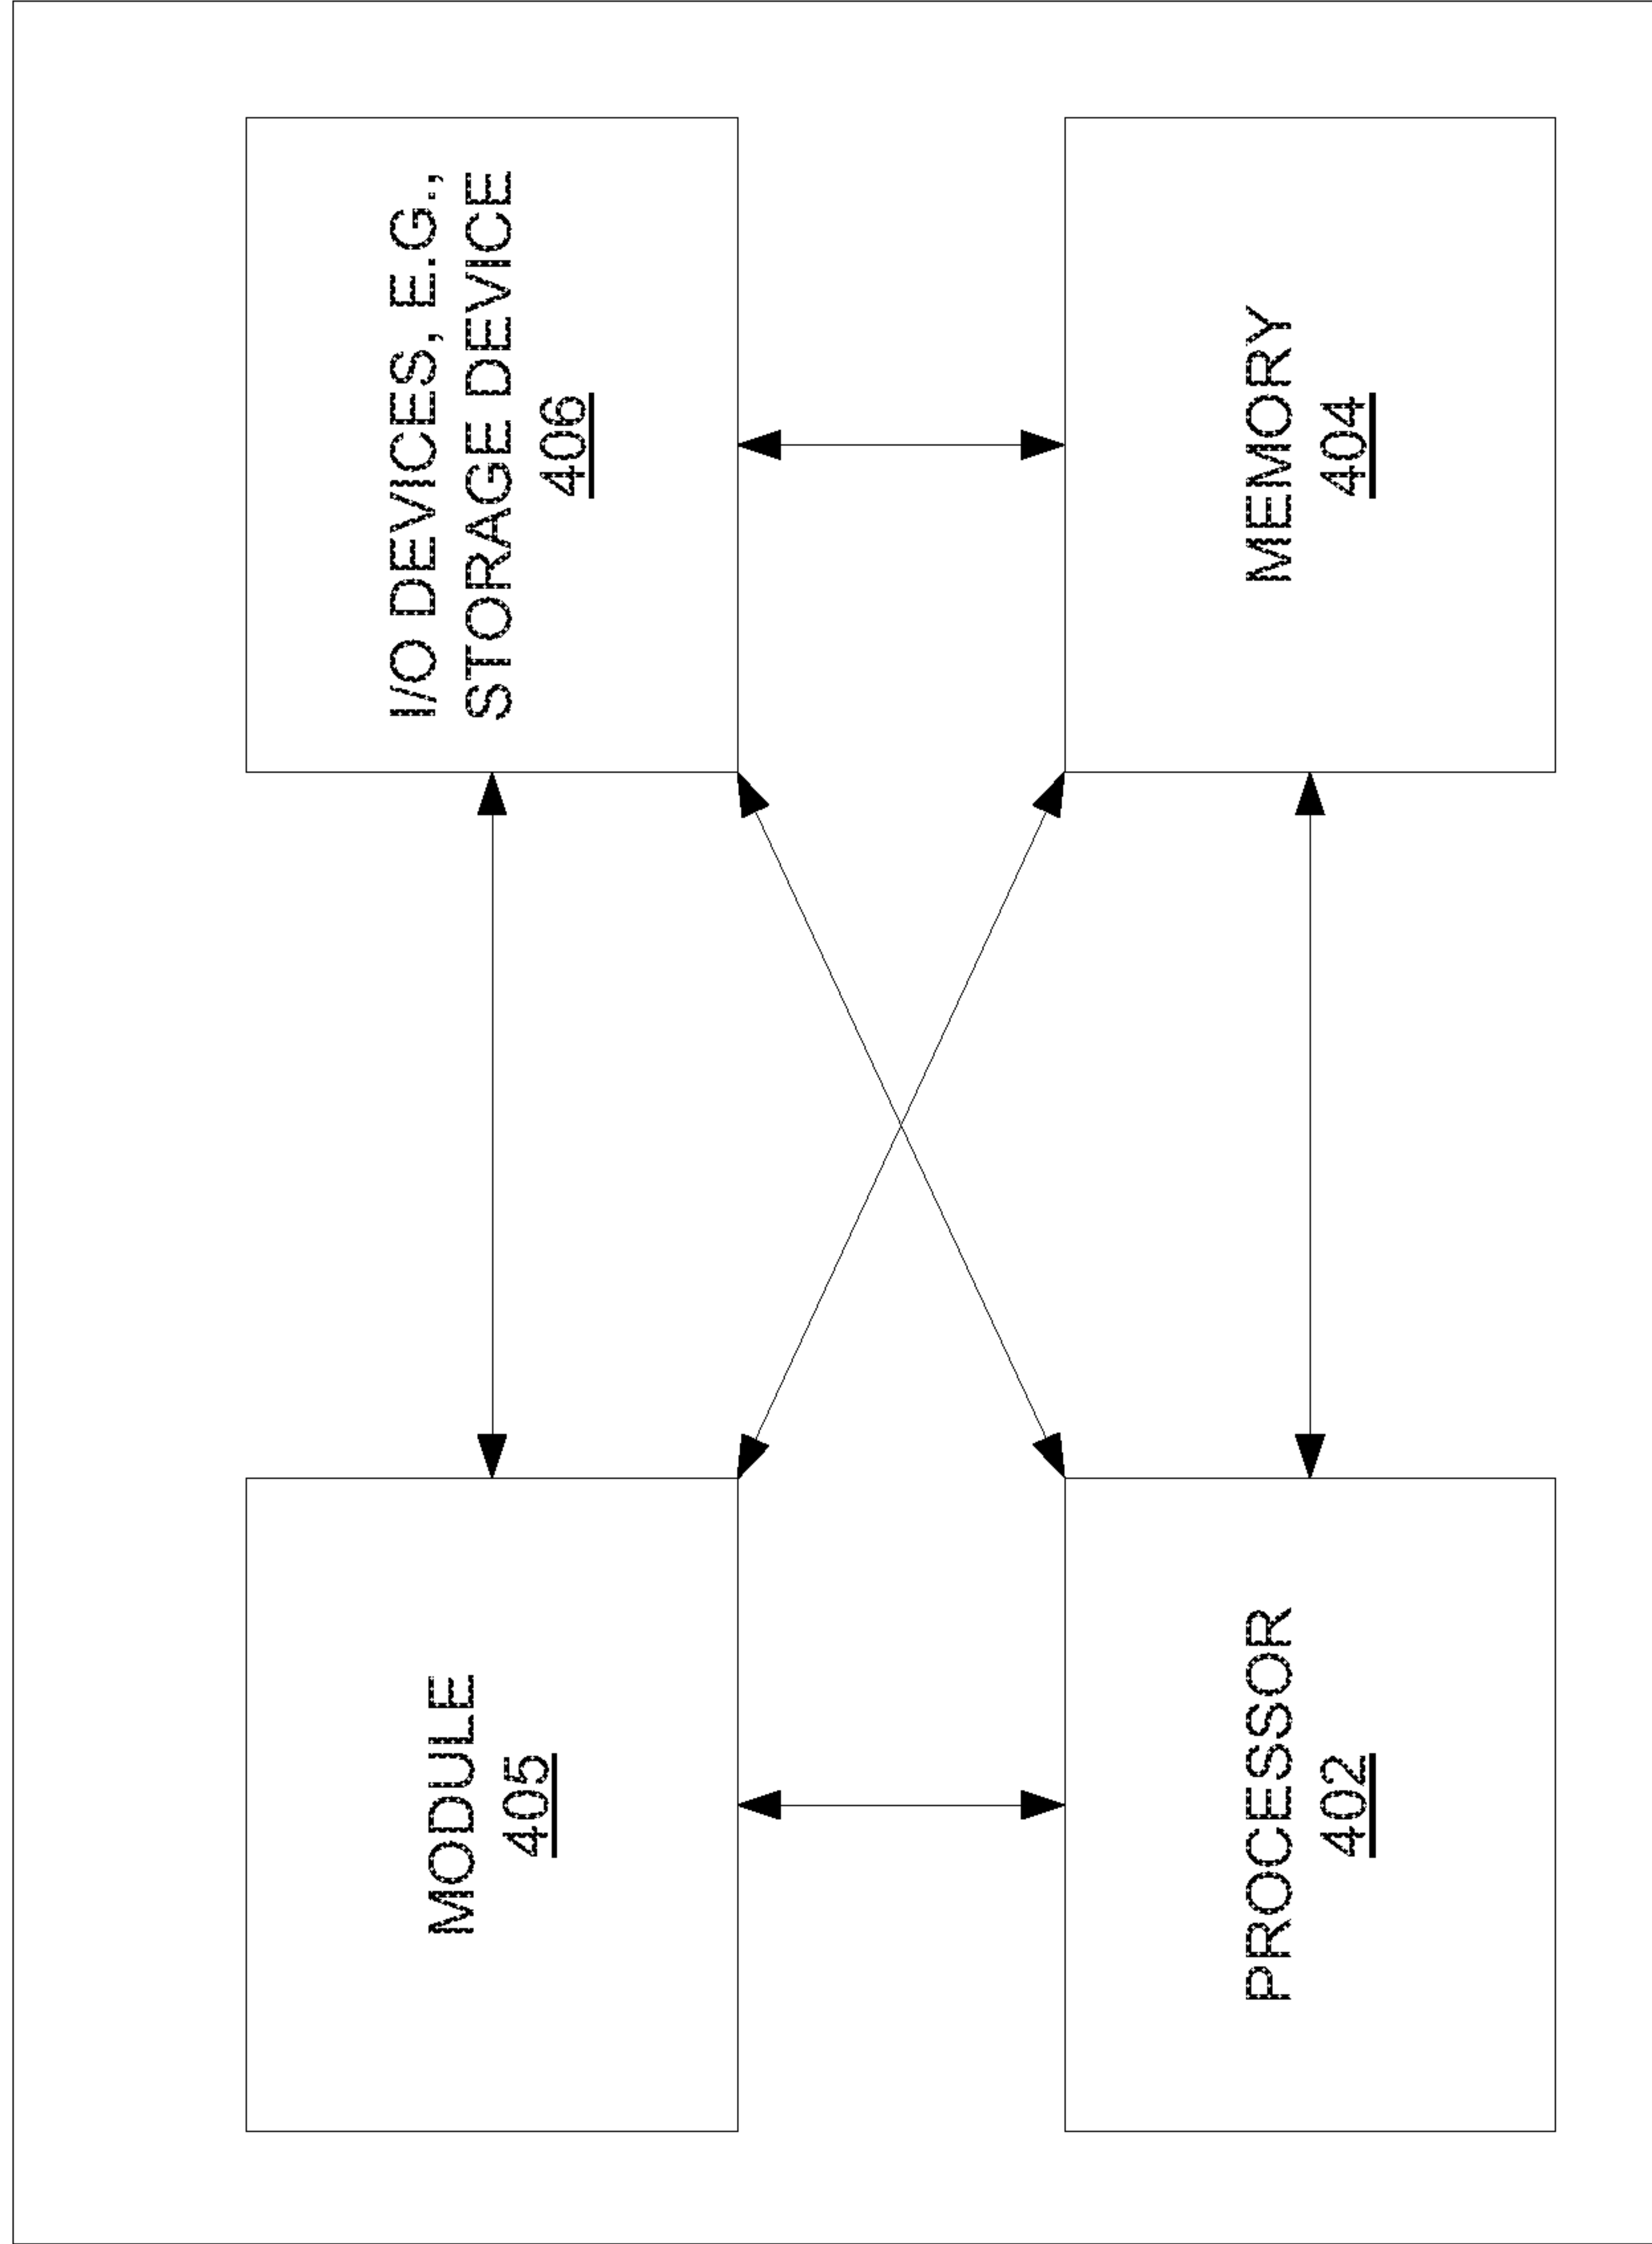 MODULE
405
I/O DEVICES, E.G.,
STORAGE DEVICE
406
PROCESSOR
402
MEMORY
404